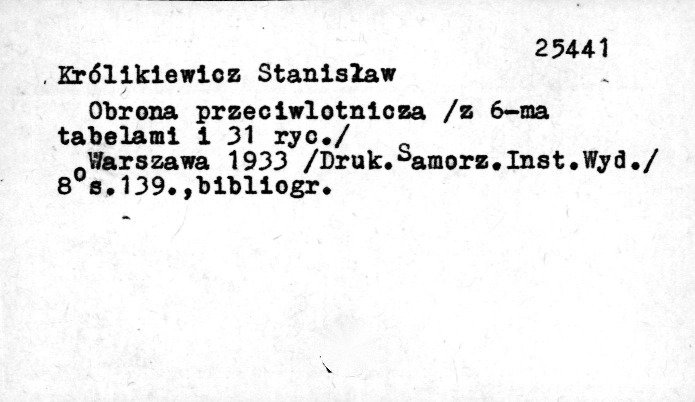 25441
Królikiewicz Stanisław
Obrona przeciwlotnicza /z 6-ma
tabelami i 31 ryc./
Warszawa 1933 /Druk.Samorz.Inst.Wyd./
8° s.139.,bibliogr.